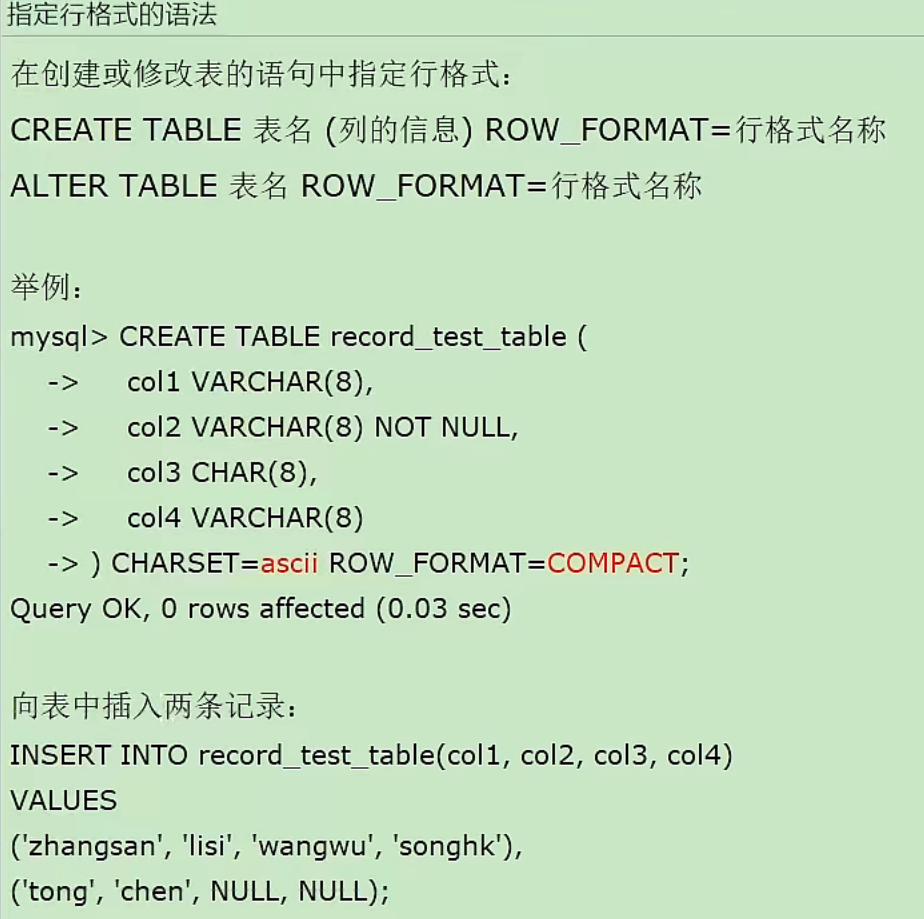 指定行格式的语法
在创建或修改表的语句中指定行格式：
CREATE TABLE 表名 (列的信息) ROW_FORMAT=行格式名称
ALTER TABLE 表名 ROW_FORMAT=行格式名称
举例：
mysql> CREATE TABLE record_test_table (
-> col1 VARCHAR(8),
-> col2 VARCHAR(8) NOT NULL,
-> col3 CHAR(8),
-> col4 VARCHAR(8)
-> ) CHARSET=ascii ROW_FORMAT=COMPACT;
Query OK, 0 rows affected (0.03 sec)
向表中插入两条记录：
INSERT INTO record_test_table(col1, col2, col3, col4)
VALUES
('zhangsan', 'lisi', 'wangwu', 'songhk'),
('tong', 'chen', NULL, NULL);